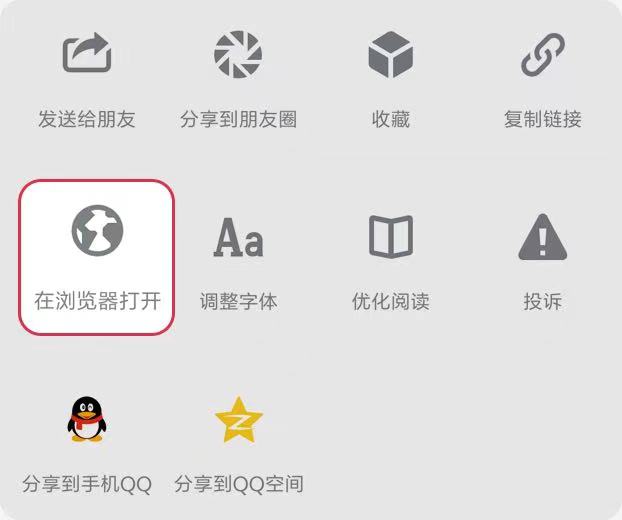 发送给朋友
分享到朋友圈
收藏
复制链接
在浏览器打开
Aa
调整字体
优化阅读
投诉
分享到手机QQ
分享到QQ空间